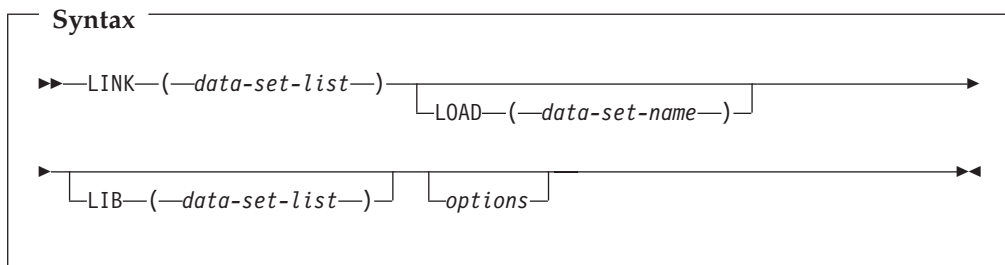 Syntax
LINK ( data-set-list )
LOAD ( data-set-name )
LIB ( data-set-list )
options